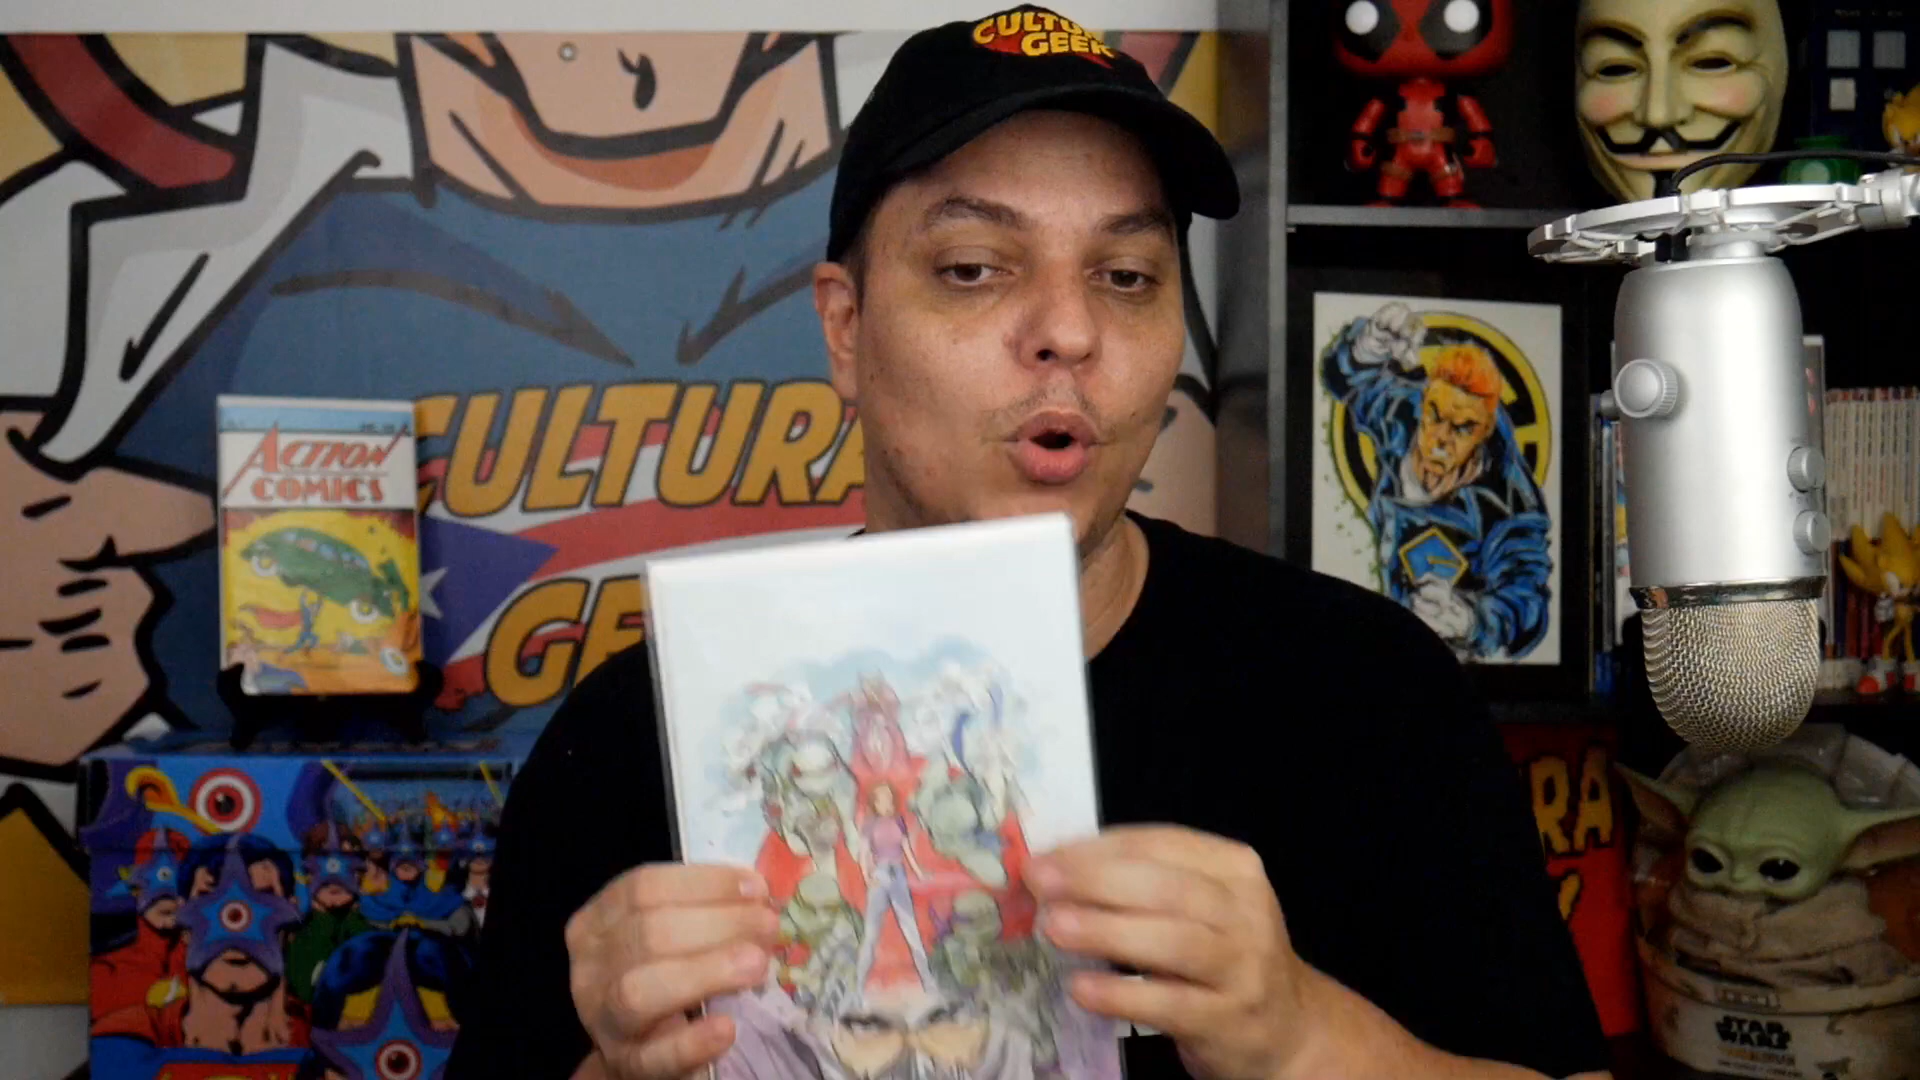 CULTURA
GEEK
ACTION
COMICS
CULTURA
GE
RA
STAR
WARS